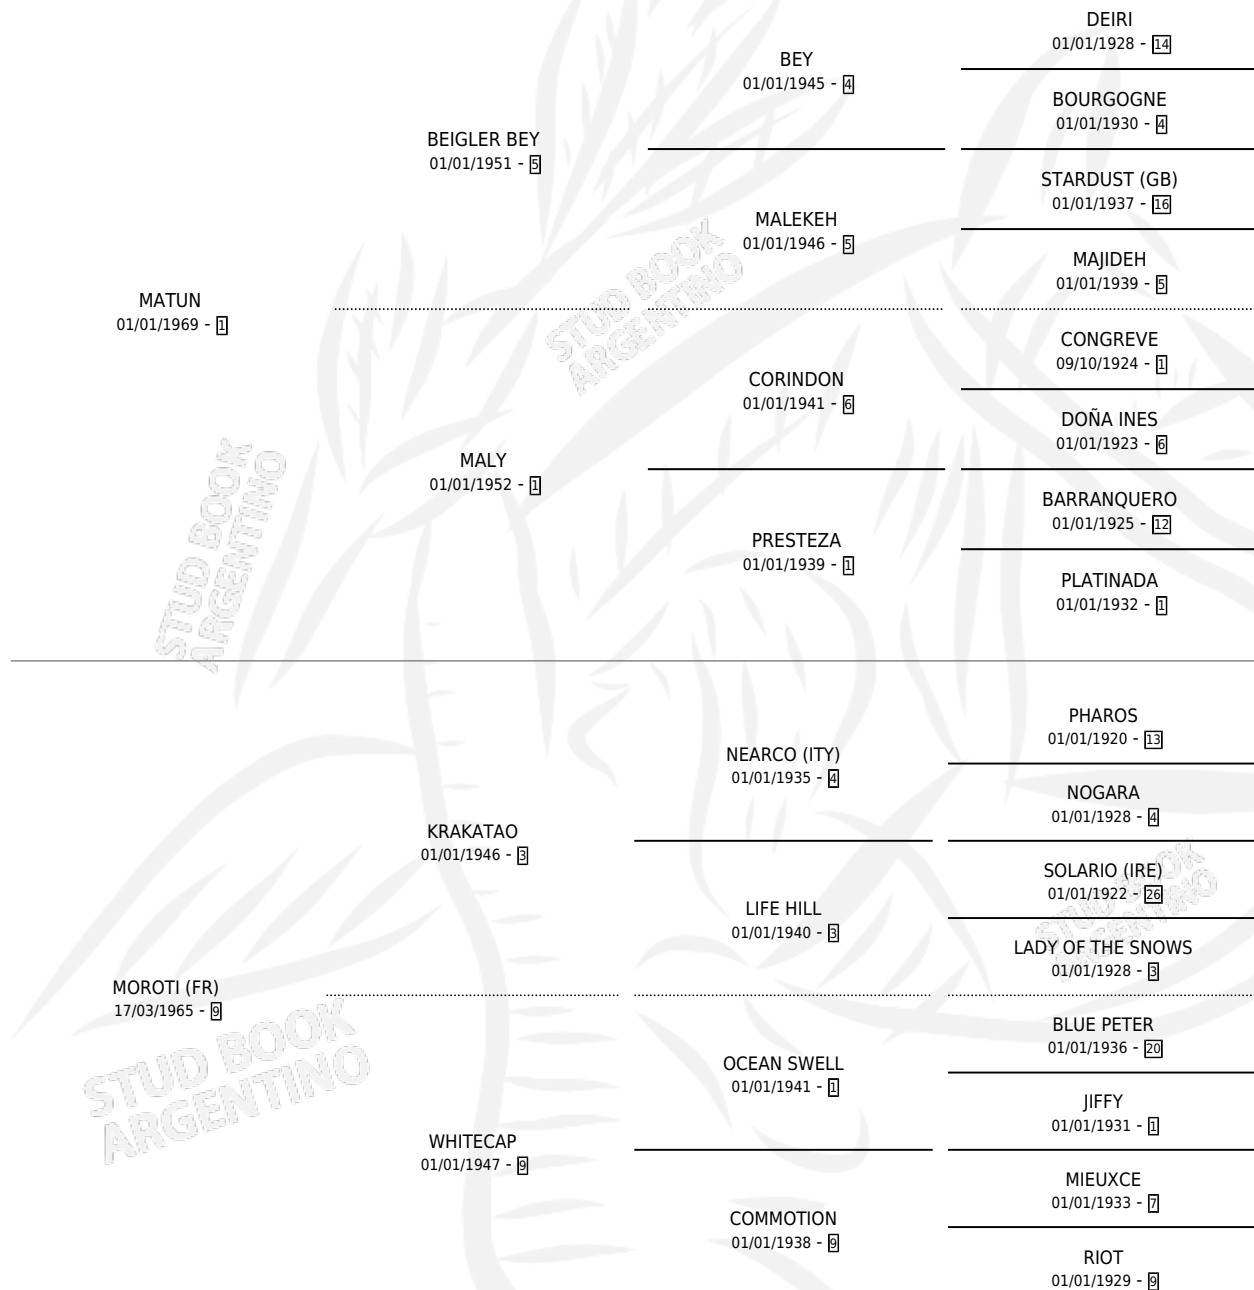 DEIRI
01/01/1928 - 14
BEY
01/01/1945 - 4
BOURGOGNE
01/01/1930 - 4
BEIGLER BEY
01/01/1951 - 5
STARDUST (GB)
01/01/1937 - 16
MALEKEH
01/01/1946 - 5
MAJIDEH
01/01/1939 - 5
MATUN
01/01/1969 - 1
CONGREVE
09/10/1924 - 1
CORINDON
01/01/1941 - 6
DOÑA INES
01/01/1923 - 6
MALY
01/01/1952 - 1
BARRANQUERO
01/01/1925 - 12
PRESTEZA
01/01/1939 - 1
PLATINADA
01/01/1932 - 1
STUD BOOK
ARGENTINO
STUD BOOK
ARGENTINO
PHAROS
01/01/1920 - 13
NEARCO (ITY)
01/01/1935 - 4
NOGARA
01/01/1928 - 4
KRAKATAO
01/01/1946 - 3
SOLARIO (IRE)
01/01/1922 - 26
LIFE HILL
01/01/1940 - 3
LADY OF THE SNOWS
01/01/1928 - 3
MOROTI (FR)
17/03/1965 - 9
BLUE PETER
01/01/1936 - 20
OCEAN SWELL
01/01/1941 - 1
JIFFY
01/01/1931 - 1
WHITECAP
01/01/1947 - 9
MIEUXCE
01/01/1933 - 7
COMMOTION
01/01/1938 - 9
RIOT
01/01/1929 - 9
STUD BOOK
ARGENTINO
STUD BOOK
ARGENTINO